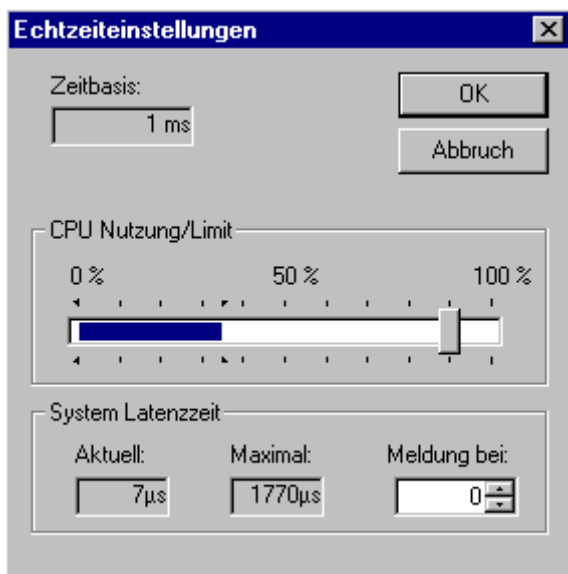 Echtzeiteinstellungen
Zeitbasis:
1 ms
OK
Abbruch
CPU Nutzung/Limit
0 % 50 % 100 %
System Latenzzeit
Aktuell: Maximal: Meldung bei:
7µs 1770µs 0